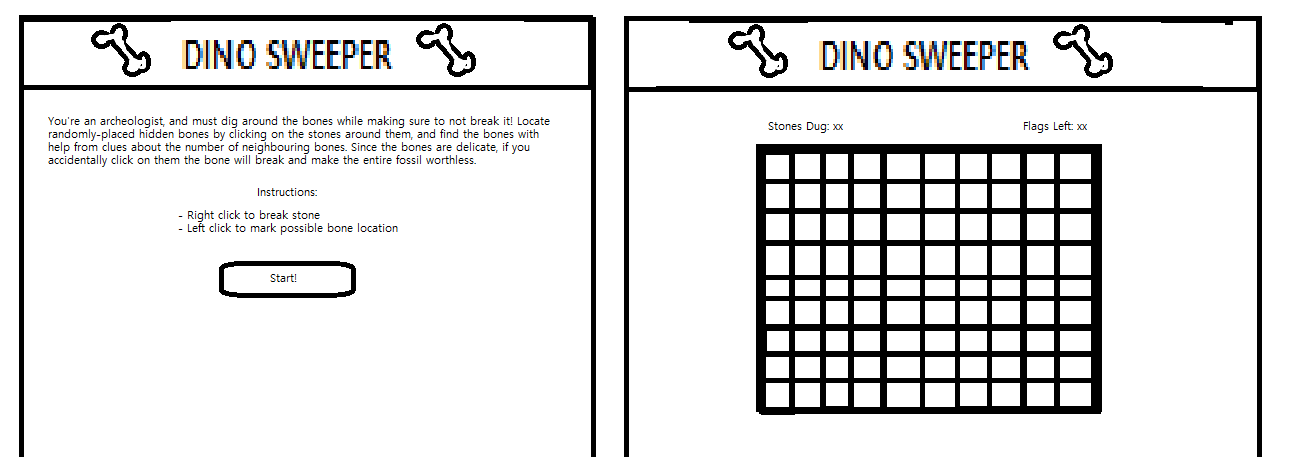 DINO SWEEPER
You're an archeologist, and must dig around the bones while making sure to not break it! Locate
randomly-placed hidden bones by clicking on the stones around them, and find the bones with
help from clues about the number of neighbouring bones. Since the bones are delicate, if you
accidentally click on them the bone will break and make the entire fossil worthless.
Instructions:
- Right click to break stone
- Left click to mark possible bone location
Start!
DINO SWEEPER
Stones Dug: xx
Flags Left: xx